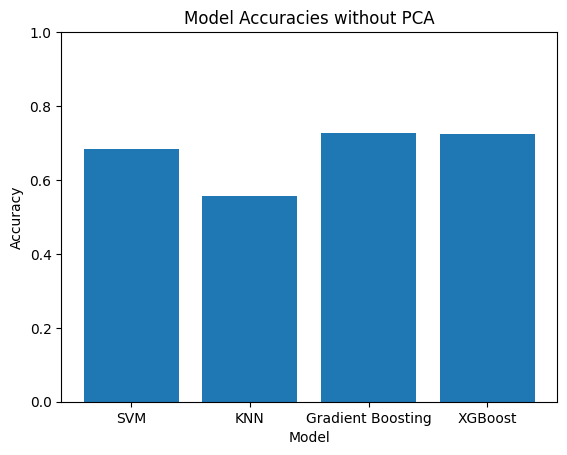 Model Accuracies without PCA
1.0
0.8
0.6
0.4
0.2
0.0
Accuracy
SVM KNN Gradient Boosting XGBoost
Model